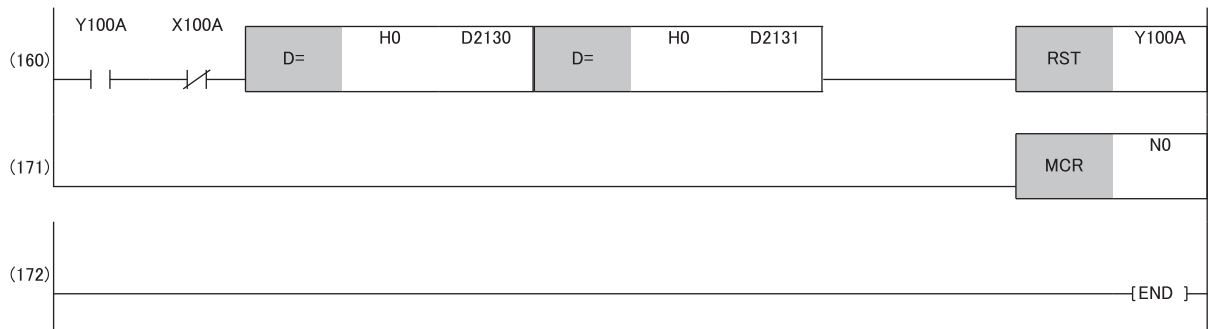 Y100A X100A
(160) D= H0 D2130 D= H0 D2131 RST Y100A
(171) MCR N0
(172) [END ]